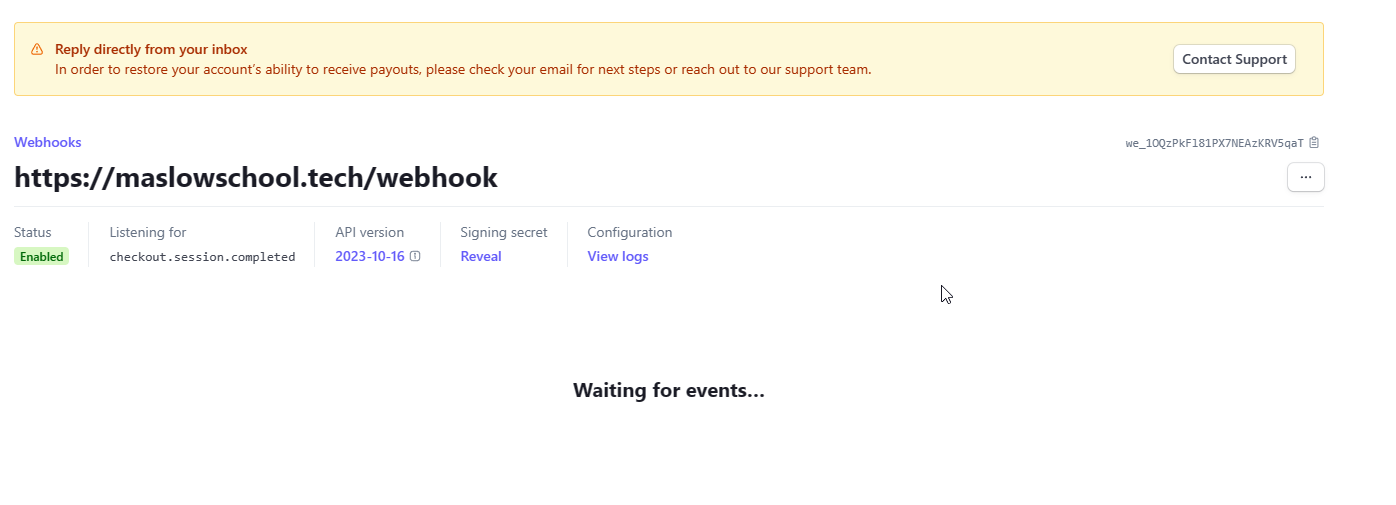 Reply directly from your inbox
In order to restore your account's ability to receive payouts, please check your email for next steps or reach out to our support team.
Contact Support
Webhooks
we_1OQzPkFl81PX7NEAzKRV5qaT
https://maslowschool.tech/webhook
...
Status
Listening for
API version
Signing secret
Configuration
Enabled
checkout.session.completed
2023-10-16
Reveal
View logs
Waiting for events...